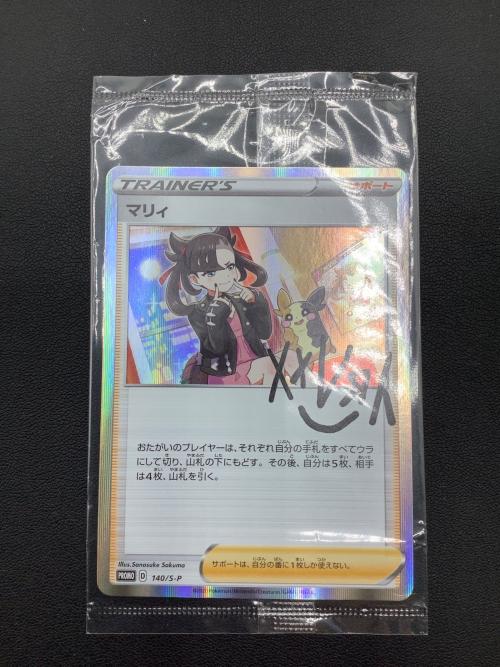 TRAINER'S サポート
マリィ
おたがいのプレイヤーは、それぞれ自分の手札をすべてウラ
にして切り、山札の下にもどす。その後、自分は5枚、相手
は4枚、山札を引く。
Illus. Sanosuke Sakuma
サポートは、自分の番に1枚しか使えない。
PROMO D 140/S-P